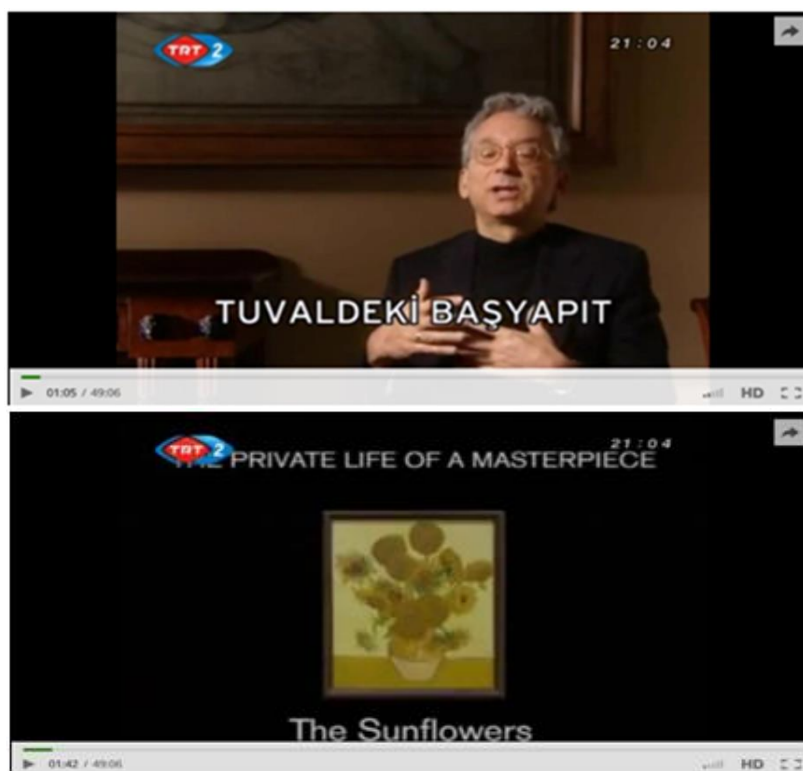 TRT 2
21:04
TUVALDEKİ BAŞYAPIT
01:05 / 49:06
HD
TRT 2
21:04
THE PRIVATE LIFE OF A MASTERPIECE
The Sunflowers
01:42 / 49:06
HD